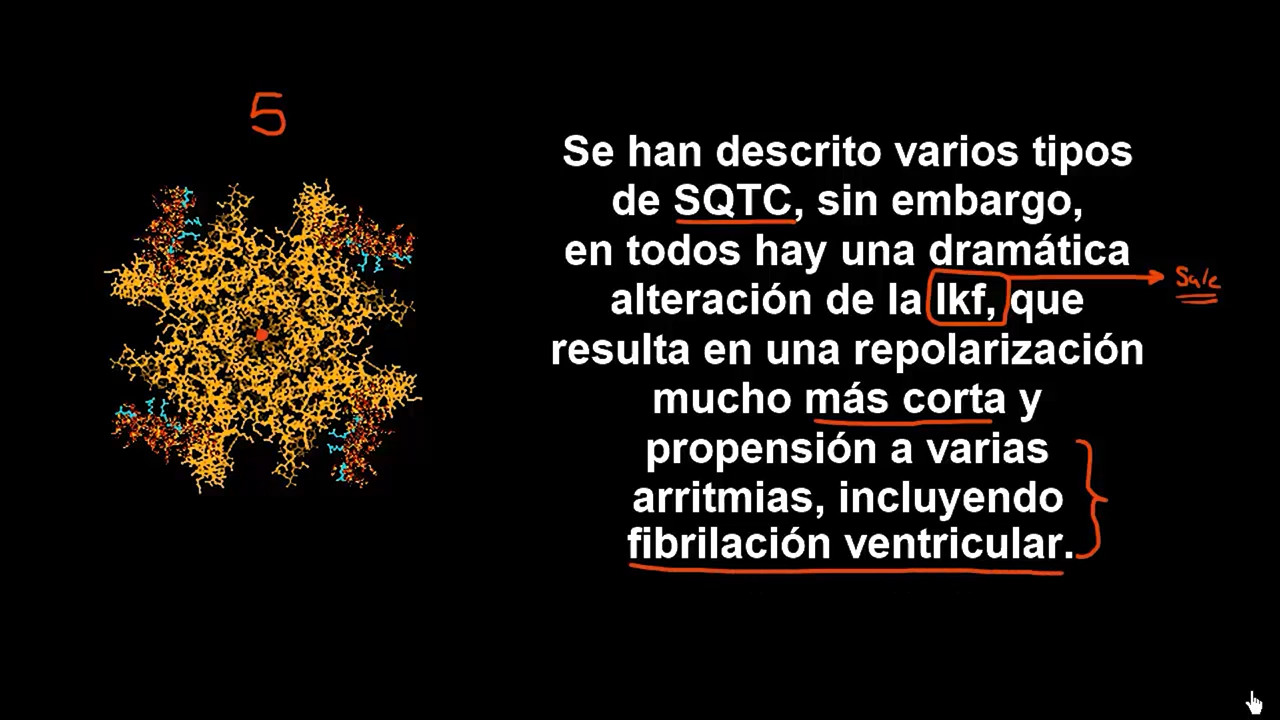 5
Se han descrito varios tipos
de SQTC, sin embargo,
en todos hay una dramática
alteración de la Ikf, que
Sale
resulta en una repolarización
mucho más corta y
propensión a varias
arritmias, incluyendo
fibrilación ventricular.